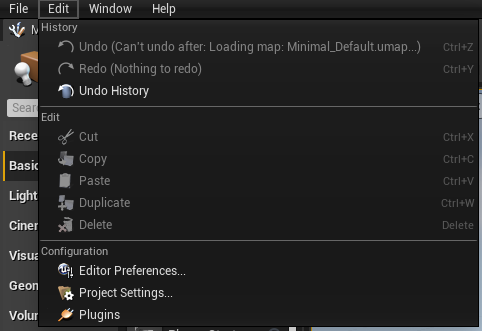 File Edit Window Help
History
Undo (Can't undo after: Loading map: Minimal_Default.umap...) Ctrl+Z
Redo (Nothing to redo) Ctrl+Y
Undo History
Edit
Cut Ctrl+X
Copy Ctrl+C
Paste Ctrl+V
Duplicate Ctrl+W
Delete Delete
Configuration
Editor Preferences...
Project Settings...
Plugins
M
Sear
Rece
Basic
Light
Ciner
Visua
Geon
Volum